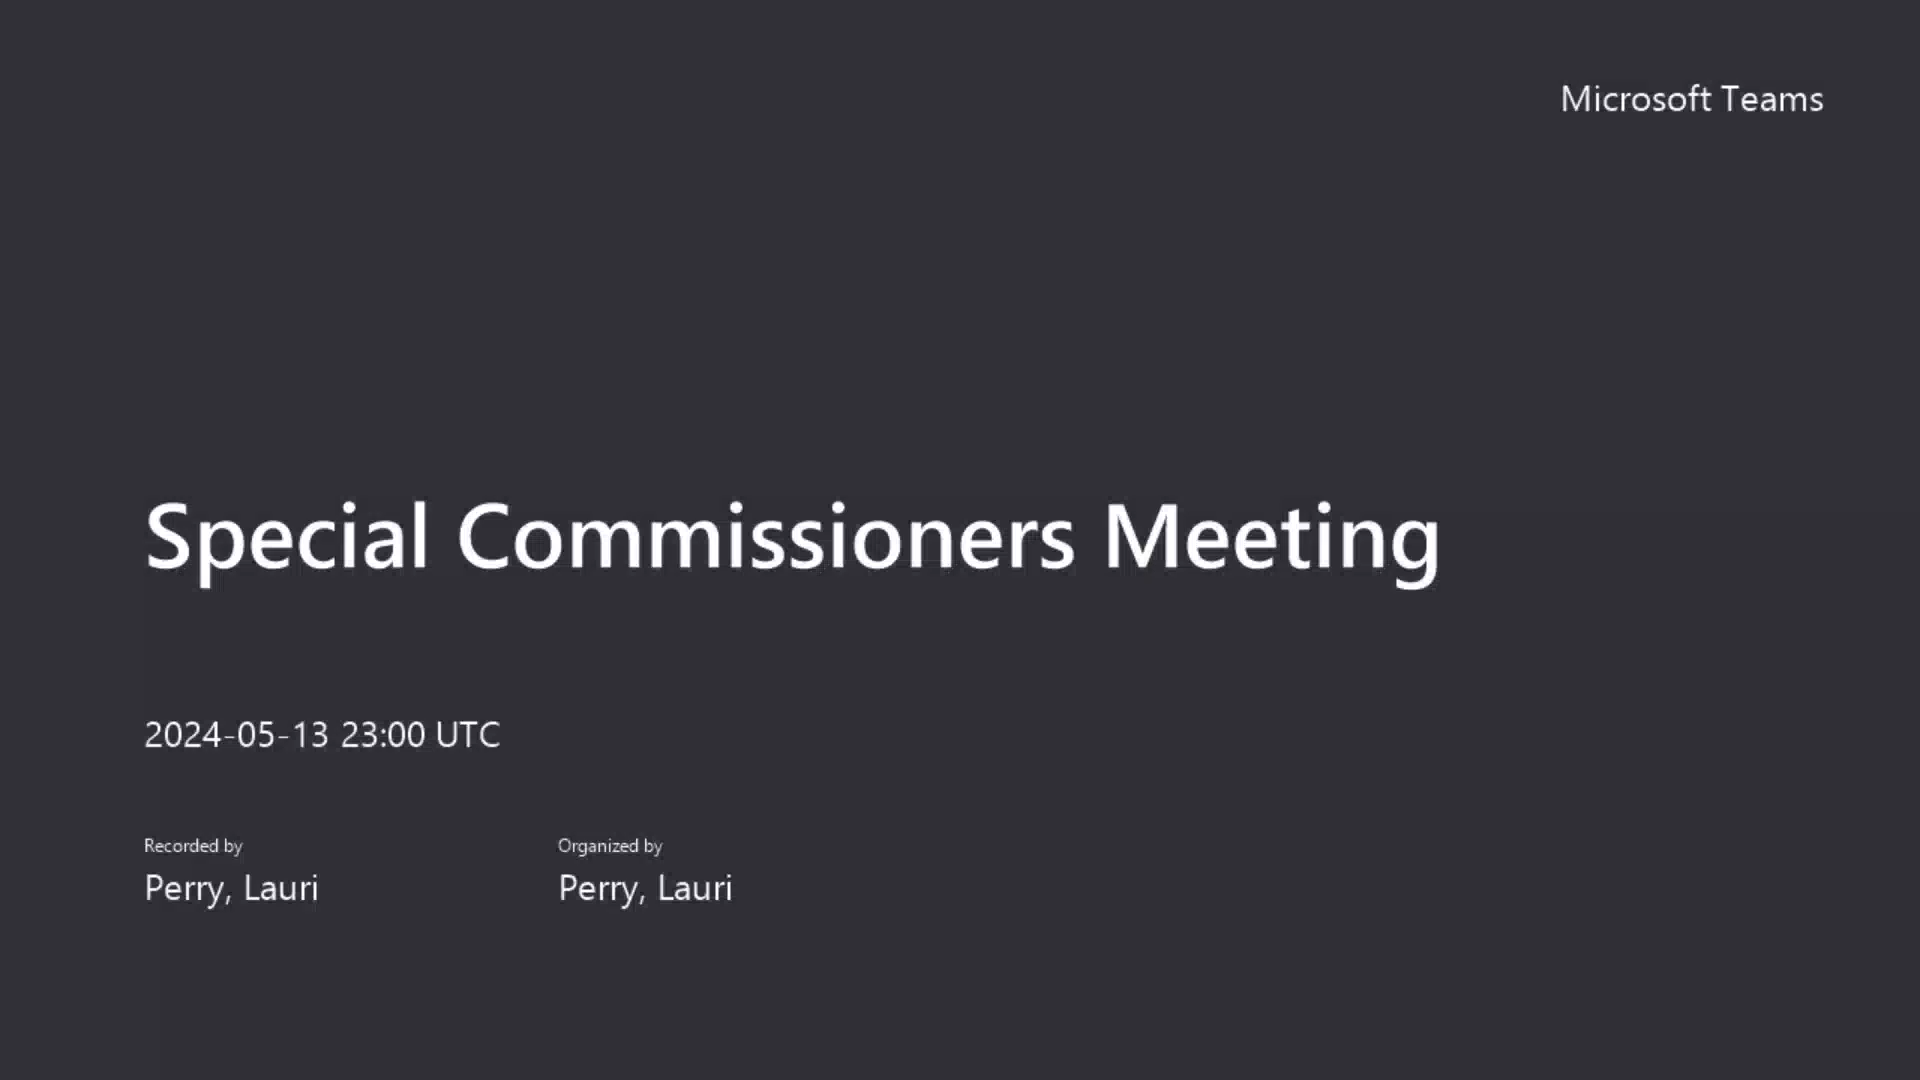 Microsoft Teams
Special Commissioners Meeting
2024-05-13 23:00 UTC
Recorded by
Perry, Lauri
Organized by
Perry, Lauri